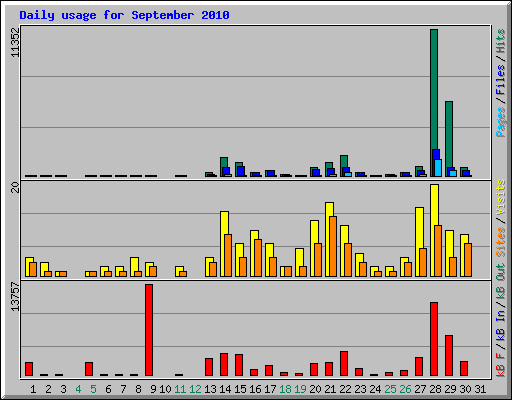 Daily usage for September 2010
11352
Pages / Files / Hits
20
Sites / Visits
13757
kB F / kB In / kB Out
1 2 3 4 5 6 7 8 9 10 11 12 13 14 15 16 17 18 19 20 21 22 23 24 25 26 27 28 29 30 31